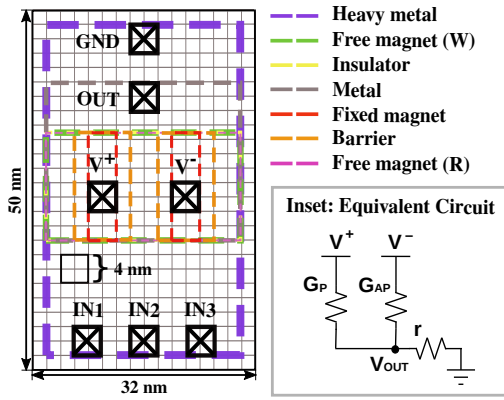 GND
OUT
V+
V-
4 nm
IN1 IN2 IN3
50 nm
32 nm
Heavy metal
Free magnet (W)
Insulator
Metal
Fixed magnet
Barrier
Free magnet (R)
Inset: Equivalent Circuit
V+
V-
GP
GAP
r
VOUT